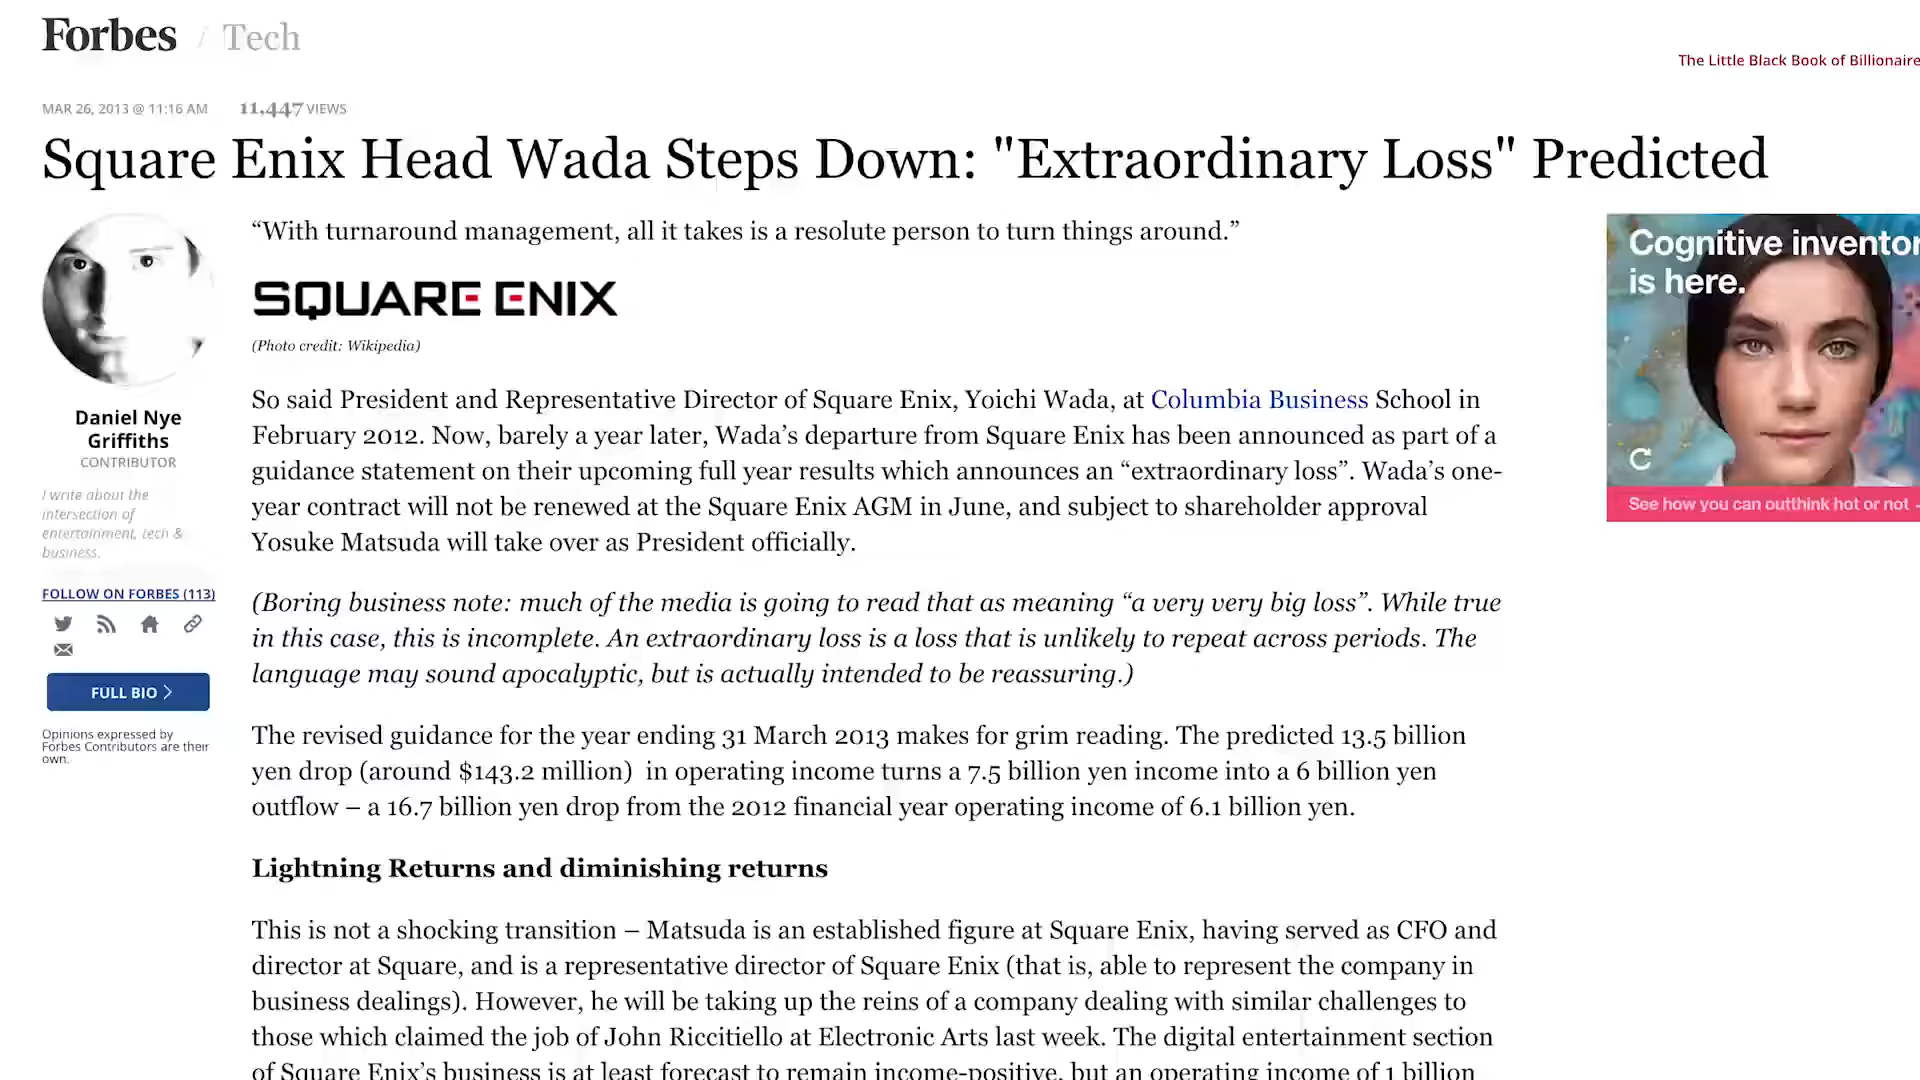 Forbes / Tech
The Little Black Book of Billionaire
MAR 26, 2013 @ 11:16 AM 11,447 VIEWS
Square Enix Head Wada Steps Down: "Extraordinary Loss" Predicted
“With turnaround management, all it takes is a resolute person to turn things around.”
SQUARE ENIX
(Photo credit: Wikipedia)
So said President and Representative Director of Square Enix, Yoichi Wada, at Columbia Business School in
February 2012. Now, barely a year later, Wada’s departure from Square Enix has been announced as part of a
guidance statement on their upcoming full year results which announces an “extraordinary loss”. Wada’s one-
year contract will not be renewed at the Square Enix AGM in June, and subject to shareholder approval
Yosuke Matsuda will take over as President officially.
(Boring business note: much of the media is going to read that as meaning “a very very big loss”. While true
in this case, this is incomplete. An extraordinary loss is a loss that is unlikely to repeat across periods. The
language may sound apocalyptic, but is actually intended to be reassuring.)
The revised guidance for the year ending 31 March 2013 makes for grim reading. The predicted 13.5 billion
yen drop (around $143.2 million) in operating income turns a 7.5 billion yen income into a 6 billion yen
outflow – a 16.7 billion yen drop from the 2012 financial year operating income of 6.1 billion yen.
Lightning Returns and diminishing returns
This is not a shocking transition – Matsuda is an established figure at Square Enix, having served as CFO and
director at Square, and is a representative director of Square Enix (that is, able to represent the company in
business dealings). However, he will be taking up the reins of a company dealing with similar challenges to
those which claimed the job of John Riccitiello at Electronic Arts last week. The digital entertainment section
of Square Enix’s business is at least forecast to remain income-positive, but an operating income of 1 billion
Daniel Nye
Griffiths
CONTRIBUTOR
I write about the
intersection of
entertainment, tech &
business.
FOLLOW ON FORBES (113)
FULL BIO
Opinions expressed by
Forbes Contributors are their
own.
Cognitive inventor
is here.
See how you can outthink hot or not -